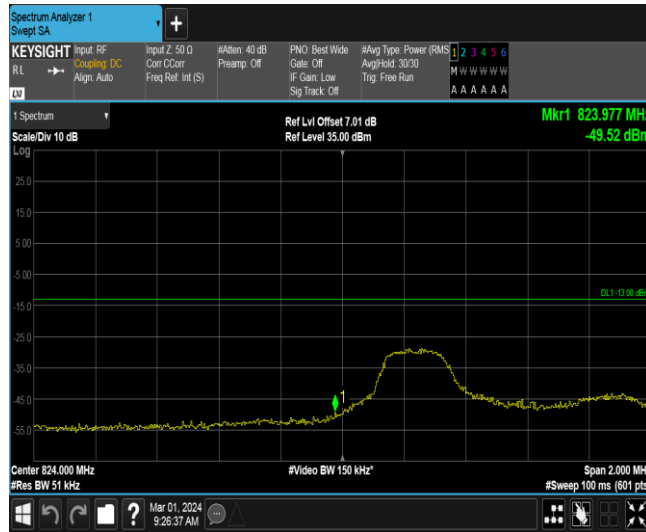 Spectrum Analyzer 1
Swept SA
+
KEYSIGHT Input: RF Input Z: 50 Ω #Atten: 40 dB PNO: Best Wide #Avg Type: Power (RMS 1 2 3 4 5 6
R L Coupling: DC Corr CCorr Preamp: Off Gate: Off Avg|Hold: 30/30 M W W W W W
Align: Auto Freq Ref: Int (S) IF Gain: Low Trig: Free Run
LXI Sig Track: Off A A A A A A
1 Spectrum Ref Lvl Offset 7.01 dB Mkr1 823.977 MHz
Scale/Div 10 dB Ref Level 35.00 dBm -49.52 dBm
Log
25.0
15.0
5.00
-5.00
DL1 -13.00 dBm
-15.0
-25.0
-35.0
1
-45.0
-55.0
Center 824.000 MHz #Video BW 150 kHz* Span 2.000 MHz
#Res BW 51 kHz #Sweep 100 ms (601 pts
? Mar 01, 2024
9:26:37 AM